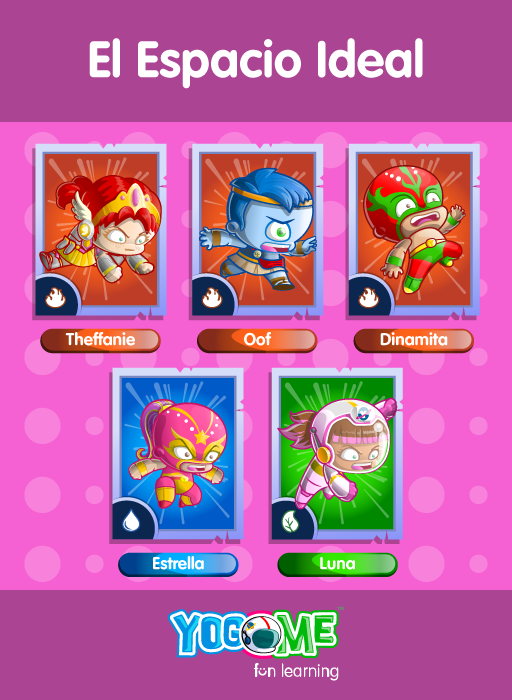 El Espacio Ideal
Theffanie
Oof
Dinamita
Estrella
Luna
YOGOME
fun learning